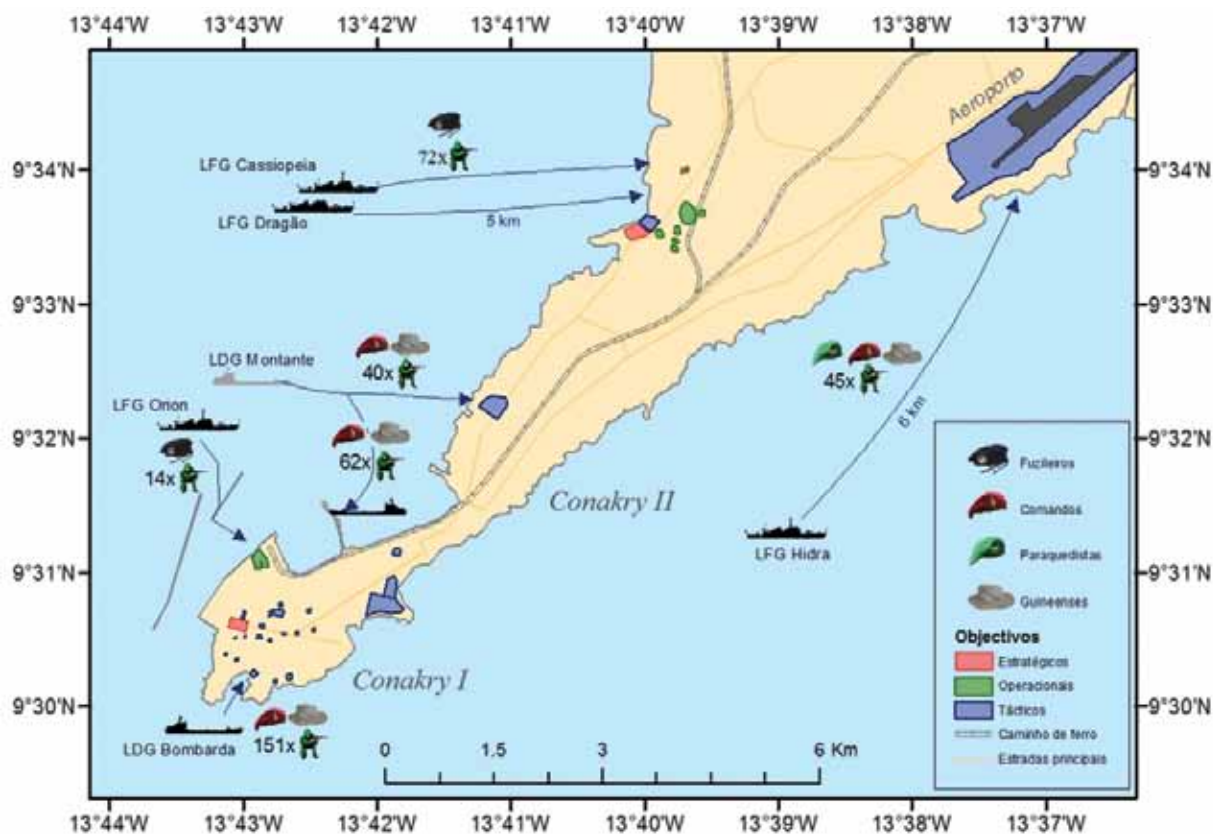 13°44'W 13°43'W 13°42'W 13°41'W 13°40'W 13°39'W 13°38'W 13°37'W
Aeroporto
72x
9°34'N LFG Cassiopeia 9°34'N
LFG Dragão
5 km
9°33'N 9°33'N
LDG Montante
40x
45x
6 km
LFG Orion
9°32'N 9°32'N
14x
62x
Conakry II
LFG Hidra
9°31'N 9°31'N
Conakry I
9°30'N 9°30'N
LDG Bombarda
151x
0 1.5 3 6 Km
Fuzileiros
Comandos
Paraquedistas
Guineenses
Objectivos
Estratégicos
Operacionais
Tácticos
Caminho de ferro
Estradas principais
13°44'W 13°43'W 13°42'W 13°41'W 13°40'W 13°39'W 13°38'W 13°37'W